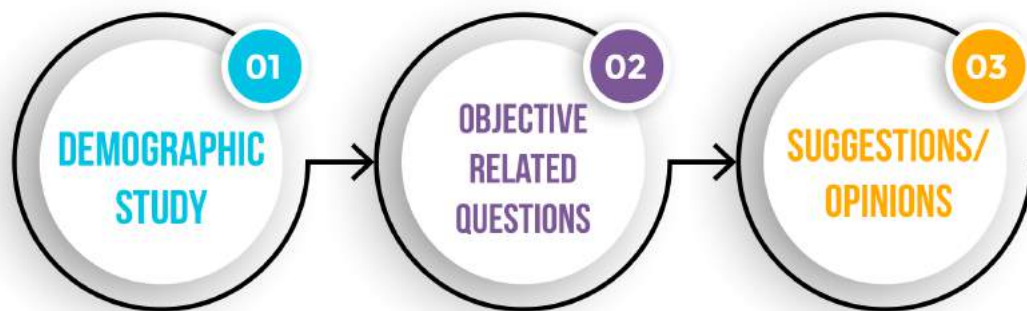 01
DEMOGRAPHIC
STUDY
02
OBJECTIVE
RELATED
QUESTIONS
03
SUGGESTIONS/
OPINIONS